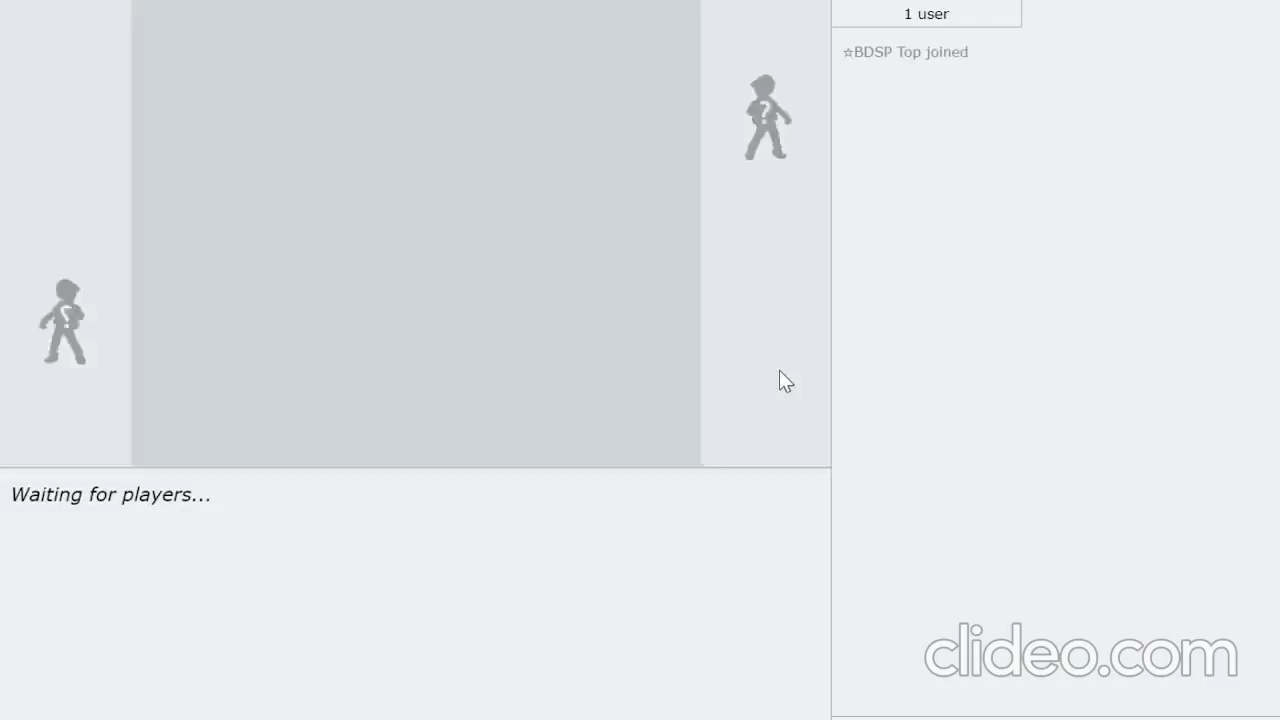 1 user
☆BDSP Top joined
?
?
Waiting for players...
clideo.com